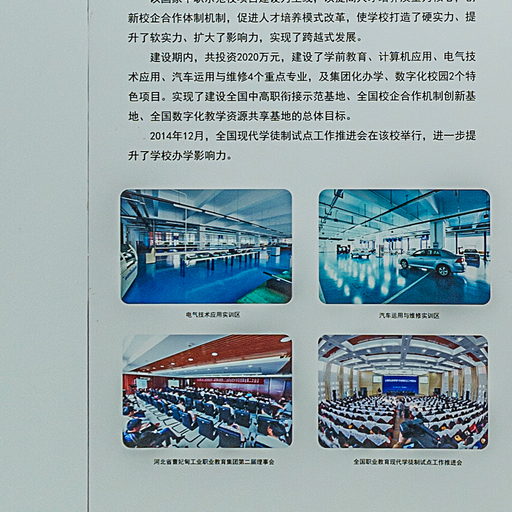 新校企合作体制机制，促进人才培养模式改革，使学校打造了硬实力、提
升了软实力、扩大了影响力，实现了跨越式发展。
建设期内，共投资2020万元，建设了学前教育、计算机应用、电气技
术应用、汽车运用与维修4个重点专业，及集团化办学、数字化校园2个特
色项目。实现了建设全国中高职衔接示范基地、全国校企合作机制创新基
地、全国数字化教学资源共享基地的总体目标。
2014年12月，全国现代学徒制试点工作推进会在该校举行，进一步提
升了学校办学影响力。
电气技术应用实训区
汽车运用与维修实训区
河北省曹妃甸工业职业教育集团第二届理事会
全国职业教育现代学徒制试点工作推进会